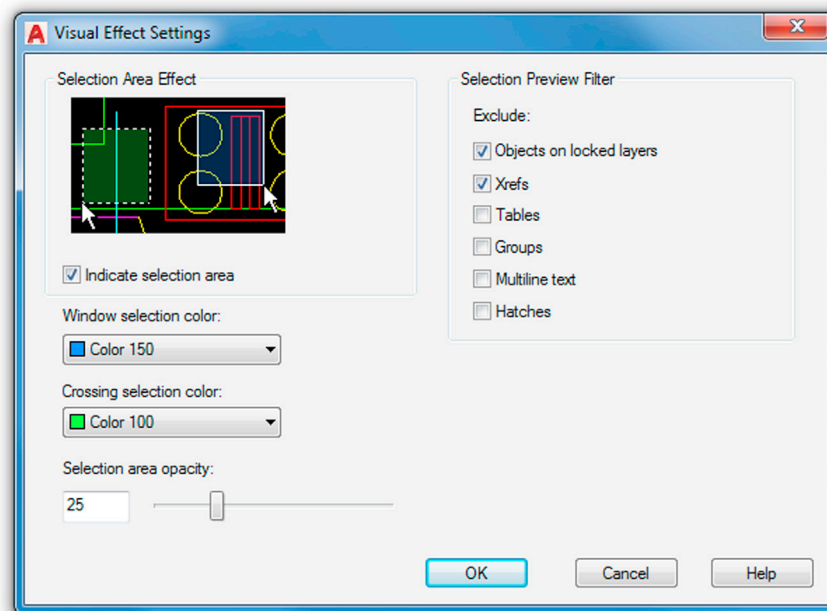 Visual Effect Settings
Selection Area Effect
Indicate selection area
Window selection color:
Color 150
Crossing selection color:
Color 100
Selection area opacity:
25
Selection Preview Filter
Exclude:
Objects on locked layers
Xrefs
Tables
Groups
Multiline text
Hatches
OK
Cancel
Help